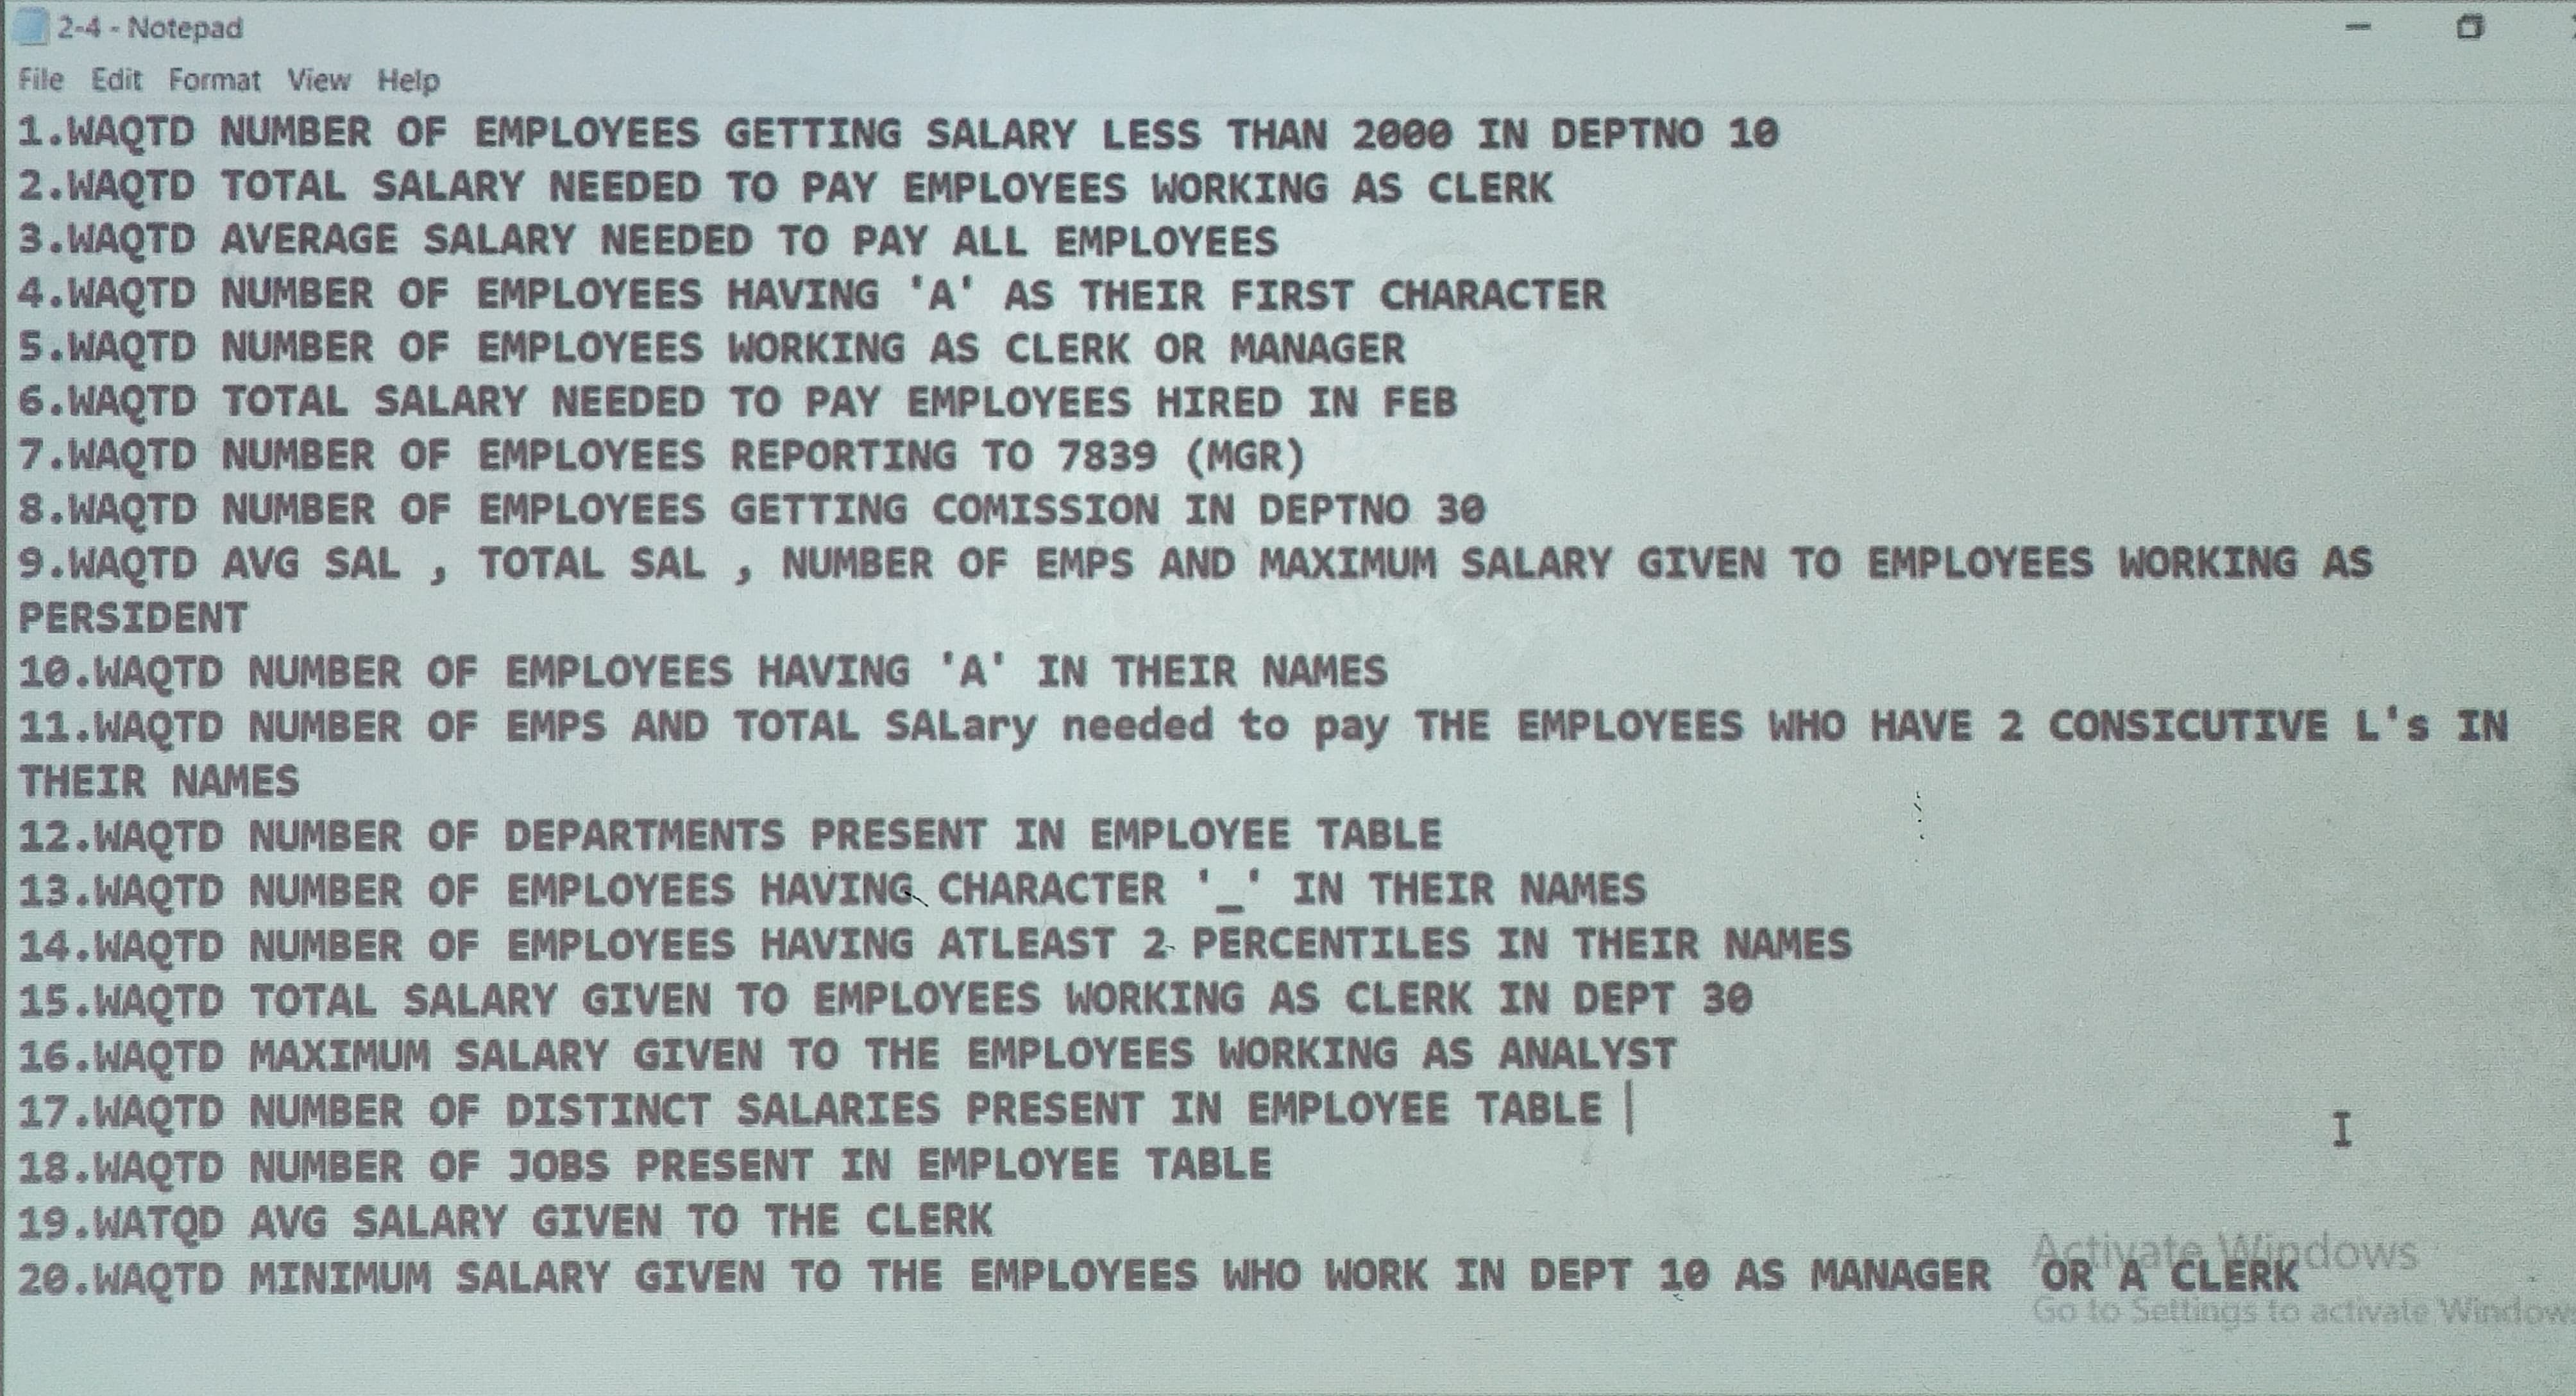 2-4 - Notepad
File Edit Format View Help
1.WAQTD NUMBER OF EMPLOYEES GETTING SALARY LESS THAN 2000 IN DEPTNO 10
2.WAQTD TOTAL SALARY NEEDED TO PAY EMPLOYEES WORKING AS CLERK
3.WAQTD AVERAGE SALARY NEEDED TO PAY ALL EMPLOYEES
4.WAQTD NUMBER OF EMPLOYEES HAVING 'A' AS THEIR FIRST CHARACTER
5.WAQTD NUMBER OF EMPLOYEES WORKING AS CLERK OR MANAGER
6.WAQTD TOTAL SALARY NEEDED TO PAY EMPLOYEES HIRED IN FEB
7.WAQTD NUMBER OF EMPLOYEES REPORTING TO 7839 (MGR)
8.WAQTD NUMBER OF EMPLOYEES GETTING COMISSION IN DEPTNO 30
9.WAQTD AVG SAL , TOTAL SAL , NUMBER OF EMPS AND MAXIMUM SALARY GIVEN TO EMPLOYEES WORKING AS
PERSIDENT
10.WAQTD NUMBER OF EMPLOYEES HAVING 'A' IN THEIR NAMES
11.WAQTD NUMBER OF EMPS AND TOTAL SALary needed to pay THE EMPLOYEES WHO HAVE 2 CONSICUTIVE L's IN
THEIR NAMES
12.WAQTD NUMBER OF DEPARTMENTS PRESENT IN EMPLOYEE TABLE
13.WAQTD NUMBER OF EMPLOYEES HAVING CHARACTER '_' IN THEIR NAMES
14.WAQTD NUMBER OF EMPLOYEES HAVING ATLEAST 2 PERCENTILES IN THEIR NAMES
15.WAQTD TOTAL SALARY GIVEN TO EMPLOYEES WORKING AS CLERK IN DEPT 30
16.WAQTD MAXIMUM SALARY GIVEN TO THE EMPLOYEES WORKING AS ANALYST
17.WAQTD NUMBER OF DISTINCT SALARIES PRESENT IN EMPLOYEE TABLE
18.WAQTD NUMBER OF JOBS PRESENT IN EMPLOYEE TABLE
19.WATQD AVG SALARY GIVEN TO THE CLERK
20.WAQTD MINIMUM SALARY GIVEN TO THE EMPLOYEES WHO WORK IN DEPT 10 AS MANAGER OR A CLERK
Activate Windows
Go to Settings to activate Window